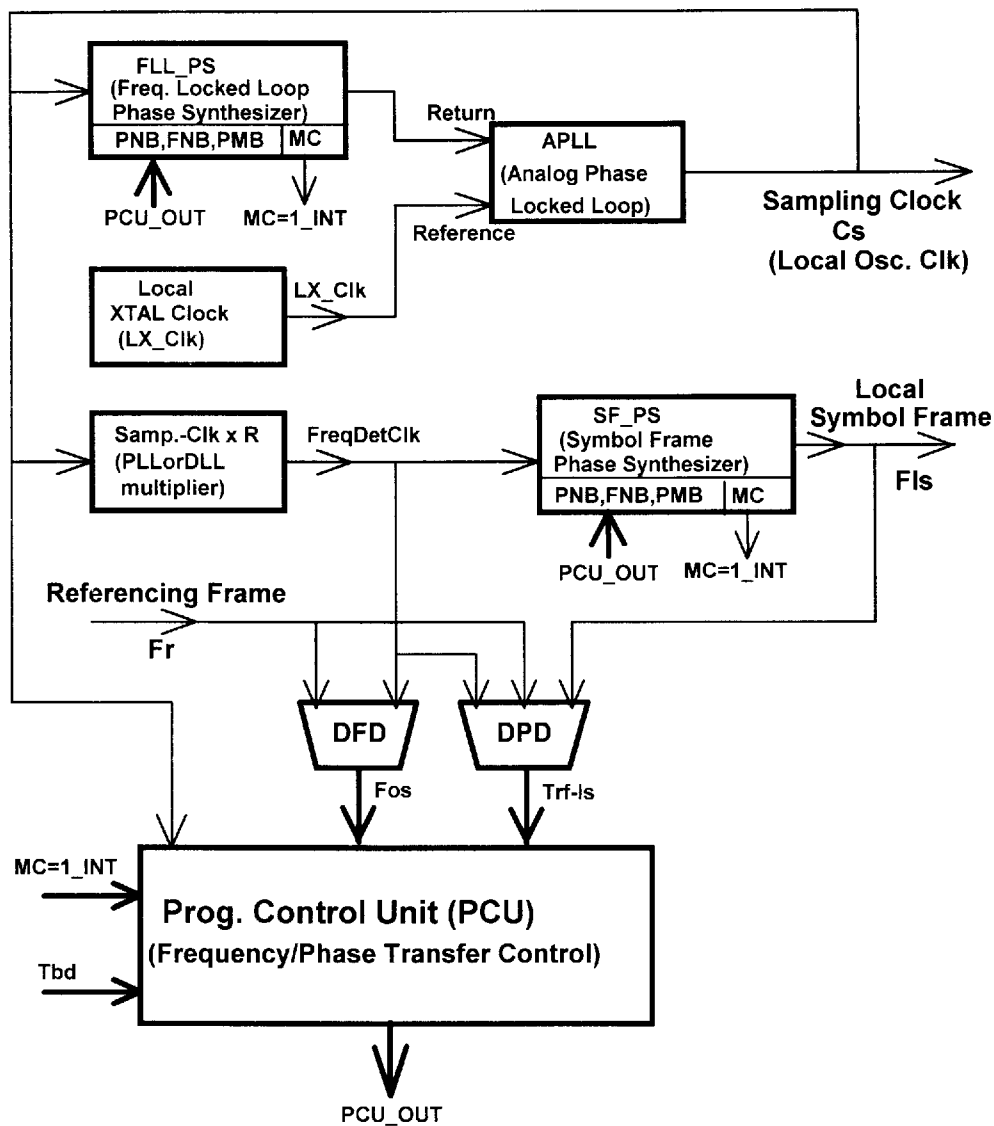 FLL_PS
(Freq. Locked Loop
Phase Synthesizer)
PNB,FNB,PMB
MC
PCU_OUT
MC=1_INT
Return
Reference
APLL
(Analog Phase
Locked Loop)
Sampling Clock
Cs
(Local Osc. Clk)
Local
XTAL Clock
(LX_Clk)
LX_Clk
Samp.-Clk x R
(PLLorDLL
multiplier)
FreqDetClk
SF_PS
(Symbol Frame
Phase Synthesizer)
PNB,FNB,PMB
MC
PCU_OUT
MC=1_INT
Local
Symbol Frame
Fls
Referencing Frame
Fr
DFD
DPD
Fos
Trf-ls
MC=1_INT
Tbd
Prog. Control Unit (PCU)
(Frequency/Phase Transfer Control)
PCU_OUT